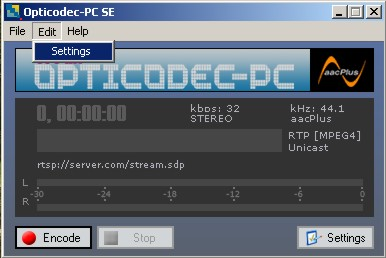 Opticodec-PC SE
File Edit Help
Settings
OPTICODEC-PC
aacPlus
0, 00:00:00
kbps: 32 kHz: 44.1
STEREO aacPlus
RTP [MPEG4]
Unicast
rtsp://server.com/stream.sdp
L
-30 -24 -18 -12 -6 0
R
Encode Stop Settings